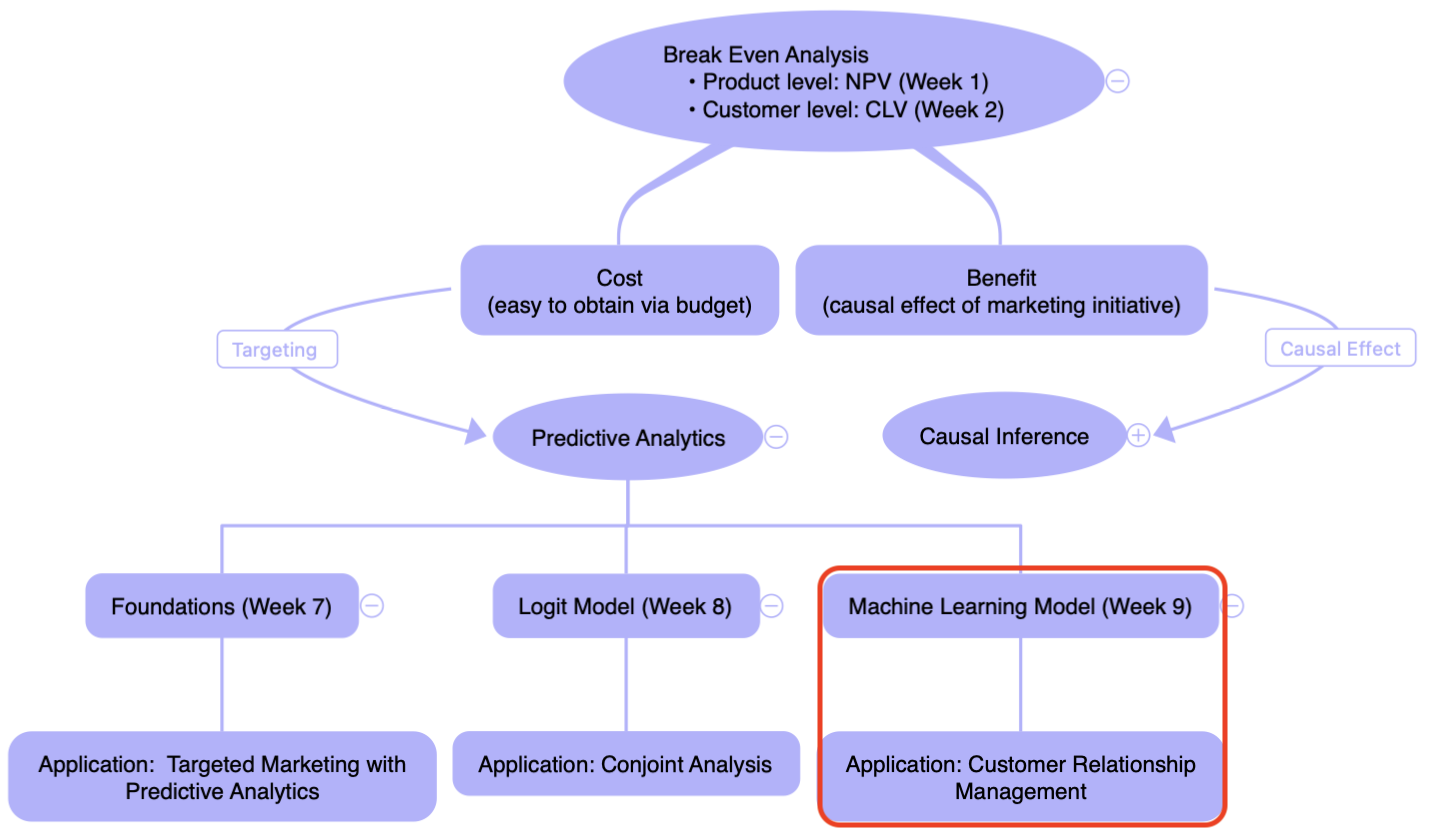 Break Even Analysis
• Product level: NPV (Week 1)
• Customer level: CLV (Week 2)
Cost
(easy to obtain via budget)
Benefit
(causal effect of marketing initiative)
Targeting
Causal Effect
Predictive Analytics
Causal Inference
Foundations (Week 7)
Logit Model (Week 8)
Machine Learning Model (Week 9)
Application: Targeted Marketing with
Predictive Analytics
Application: Conjoint Analysis
Application: Customer Relationship
Management